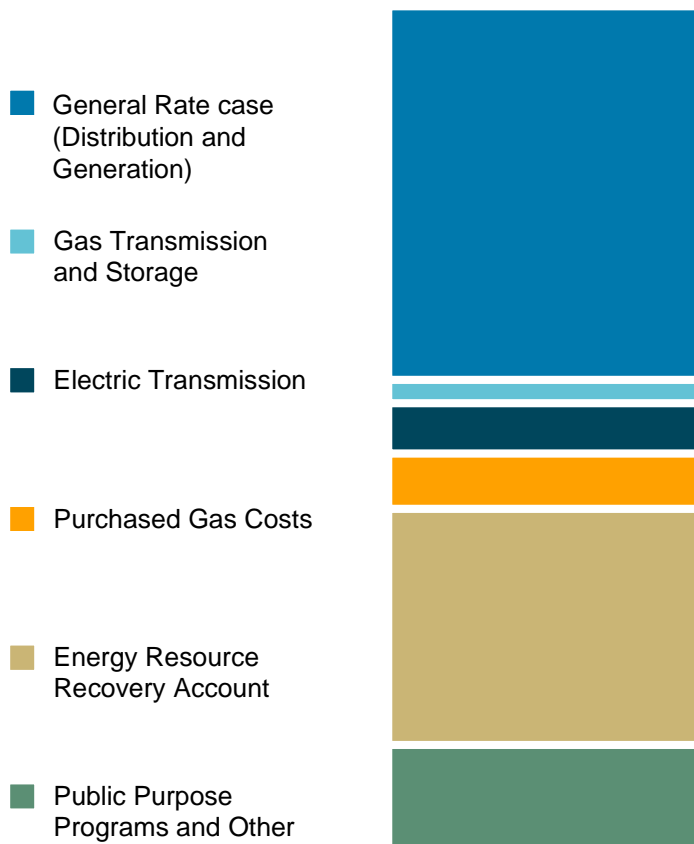 General Rate case
(Distribution and
Generation)
Gas Transmission
and Storage
Electric Transmission
Purchased Gas Costs
Energy Resource
Recovery Account
Public Purpose
Programs and Other